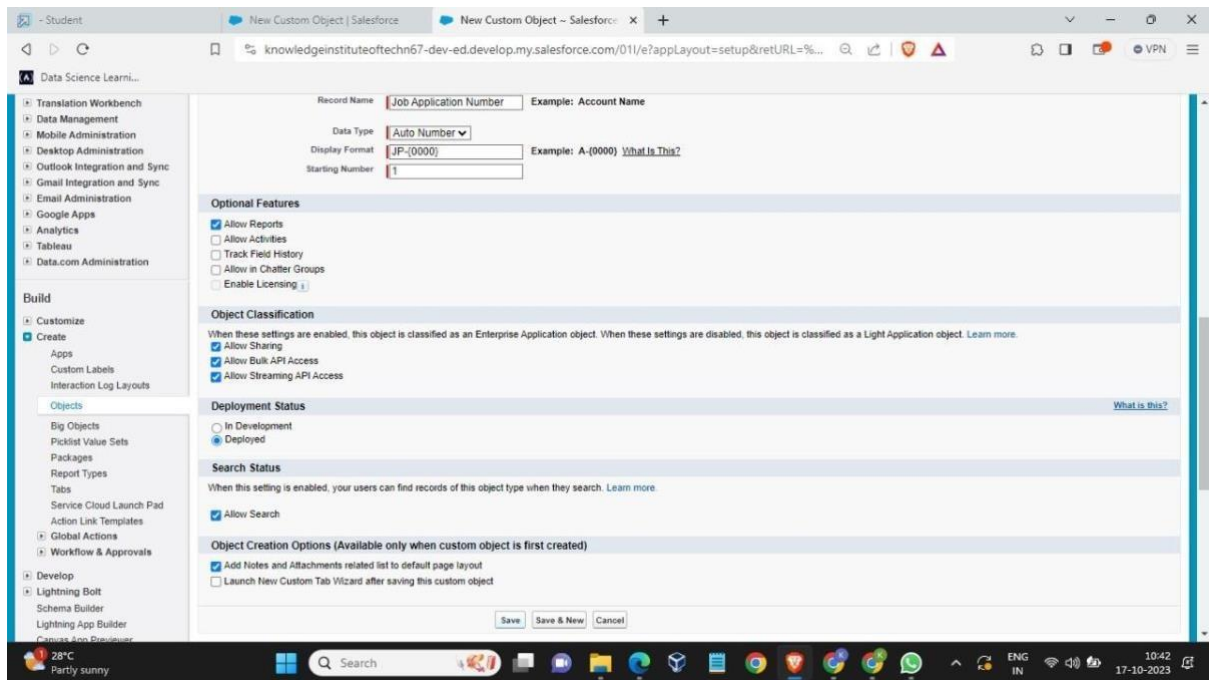 - Student
New Custom Object | Salesforce
New Custom Object ~ Salesforce
knowledgeinstituteoftechn67-dev-ed.develop.my.salesforce.com/01I/e?appLayout=setup&retURL=%...
VPN
Data Science Learni...
Translation Workbench
Data Management
Mobile Administration
Desktop Administration
Outlook Integration and Sync
Gmail Integration and Sync
Email Administration
Google Apps
Analytics
Tableau
Data.com Administration
Build
Customize
Create
Apps
Custom Labels
Interaction Log Layouts
Objects
Big Objects
Picklist Value Sets
Packages
Report Types
Tabs
Service Cloud Launch Pad
Action Link Templates
Global Actions
Workflow & Approvals
Develop
Lightning Bolt
Schema Builder
Lightning App Builder
Canvas App Previewer
Record Name Job Application Number Example: Account Name
Data Type Auto Number
Display Format JP-{0000} Example: A-{0000} What Is This?
Starting Number 1
Optional Features
Allow Reports
Allow Activities
Track Field History
Allow in Chatter Groups
Enable Licensing i
Object Classification
When these settings are enabled, this object is classified as an Enterprise Application object. When these settings are disabled, this object is classified as a Light Application object. Learn more.
Allow Sharing
Allow Bulk API Access
Allow Streaming API Access
Deployment Status What is this?
In Development
Deployed
Search Status
When this setting is enabled, your users can find records of this object type when they search. Learn more.
Allow Search
Object Creation Options (Available only when custom object is first created)
Add Notes and Attachments related list to default page layout
Launch New Custom Tab Wizard after saving this custom object
Save Save & New Cancel
1
28°C
Partly sunny
Search
ENG
IN
10:42
17-10-2023